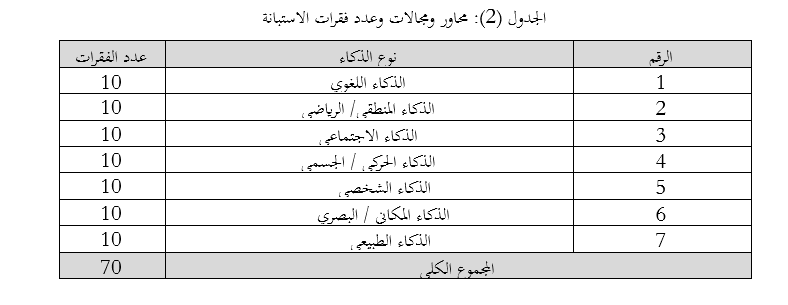 الجدول (2): محاور ومجالات وعدد فقرات الاستبانة
الرقم نوع الذكاء عدد الفقرات
1 الذكاء اللغوي 10
2 الذكاء المنطقي/ الرياضي 10
3 الذكاء الاجتماعي 10
4 الذكاء الحركي / الجسمي 10
5 الذكاء الشخصي 10
6 الذكاء المكاني / البصري 10
7 الذكاء الطبيعي 10
المجموع الكلي 70